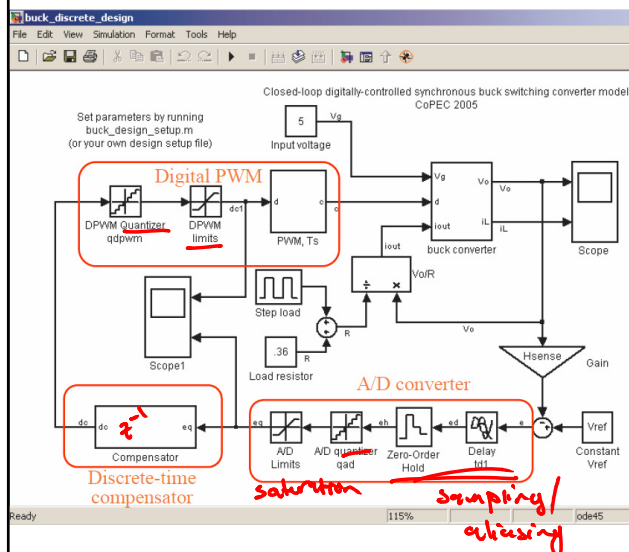 buck_discrete_design
File Edit View Simulation Format Tools Help
Closed-loop digitally-controlled synchronous buck switching converter model
CoPEC 2005
Set parameters by running
buck_design_setup.m
(or your own design setup file)
5
Vg
Input voltage
Digital PWM
DPWM Quantizer
qdpwm
DPWM
limits
dc1
d
c
c
PWM, Ts
Vg
d
iout
Vo
iL
buck converter
Vo
iL
Scope
iout
÷
×
Vo/R
Vo
Step load
R
.36
R
Load resistor
Scope1
Hsense
Gain
A/D converter
dc
dc
z⁻¹
eq
Compensator
Discrete-time
compensator
eq
A/D
Limits
A/D quantizer
qad
eh
Zero-Order
Hold
ed
Delay
td1
e
Vref
Constant
Vref
saturation
sampling/
aliasing
Ready
115%
ode45